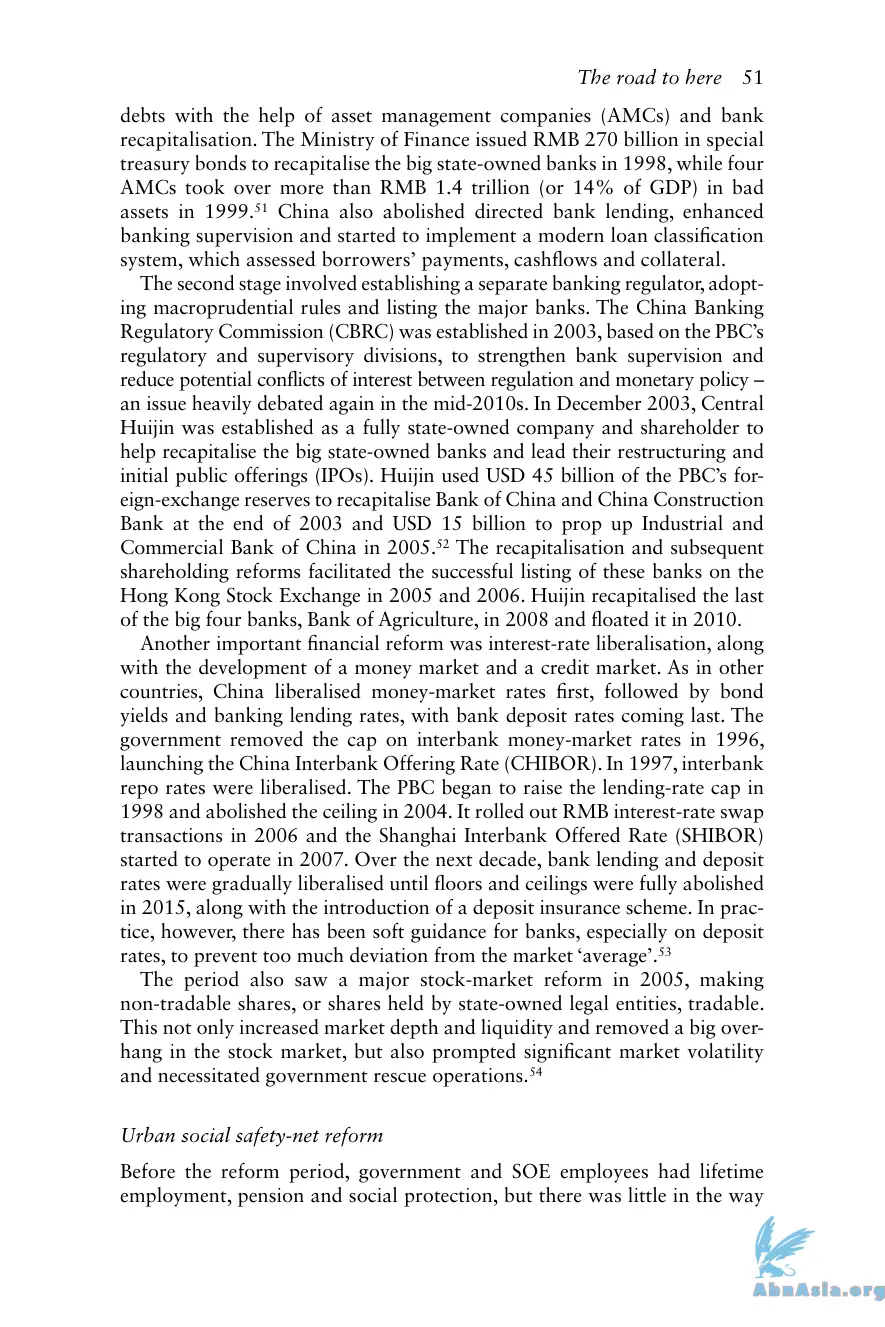 The road to here 51
debts with the help of asset management companies (AMCs) and bank
recapitalisation. The Ministry of Finance issued RMB 270 billion in special
treasury bonds to recapitalise the big state-owned banks in 1998, while four
AMCs took over more than RMB 1.4 trillion (or 14% of GDP) in bad
assets in 1999.51 China also abolished directed bank lending, enhanced
banking supervision and started to implement a modern loan classification
system, which assessed borrowers’ payments, cashflows and collateral.
The second stage involved establishing a separate banking regulator, adopt-
ing macroprudential rules and listing the major banks. The China Banking
Regulatory Commission (CBRC) was established in 2003, based on the PBC’s
regulatory and supervisory divisions, to strengthen bank supervision and
reduce potential conflicts of interest between regulation and monetary policy –
an issue heavily debated again in the mid-2010s. In December 2003, Central
Huijin was established as a fully state-owned company and shareholder to
help recapitalise the big state-owned banks and lead their restructuring and
initial public offerings (IPOs). Huijin used USD 45 billion of the PBC’s for-
eign-exchange reserves to recapitalise Bank of China and China Construction
Bank at the end of 2003 and USD 15 billion to prop up Industrial and
Commercial Bank of China in 2005.52 The recapitalisation and subsequent
shareholding reforms facilitated the successful listing of these banks on the
Hong Kong Stock Exchange in 2005 and 2006. Huijin recapitalised the last
of the big four banks, Bank of Agriculture, in 2008 and floated it in 2010.
Another important financial reform was interest-rate liberalisation, along
with the development of a money market and a credit market. As in other
countries, China liberalised money-market rates first, followed by bond
yields and banking lending rates, with bank deposit rates coming last. The
government removed the cap on interbank money-market rates in 1996,
launching the China Interbank Offering Rate (CHIBOR). In 1997, interbank
repo rates were liberalised. The PBC began to raise the lending-rate cap in
1998 and abolished the ceiling in 2004. It rolled out RMB interest-rate swap
transactions in 2006 and the Shanghai Interbank Offered Rate (SHIBOR)
started to operate in 2007. Over the next decade, bank lending and deposit
rates were gradually liberalised until floors and ceilings were fully abolished
in 2015, along with the introduction of a deposit insurance scheme. In prac-
tice, however, there has been soft guidance for banks, especially on deposit
rates, to prevent too much deviation from the market ‘average’.53
The period also saw a major stock-market reform in 2005, making
non-tradable shares, or shares held by state-owned legal entities, tradable.
This not only increased market depth and liquidity and removed a big over-
hang in the stock market, but also prompted significant market volatility
and necessitated government rescue operations.54
Urban social safety-net reform
Before the reform period, government and SOE employees had lifetime
employment, pension and social protection, but there was little in the way
AbnAsia.org